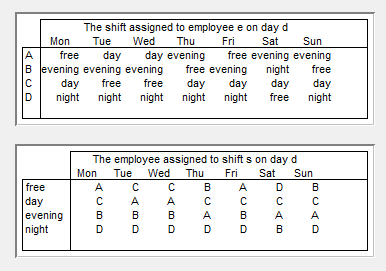 The shift assigned to employee e on day d
Mon Tue Wed Thu Fri Sat Sun
A free day day evening free evening evening
B evening evening evening free evening night free
C day free free day day day day
D night night night night night free night
The employee assigned to shift s on day d
Mon Tue Wed Thu Fri Sat Sun
free A C C B A D B
day C A A C C C C
evening B B B A B A A
night D D D D D B D